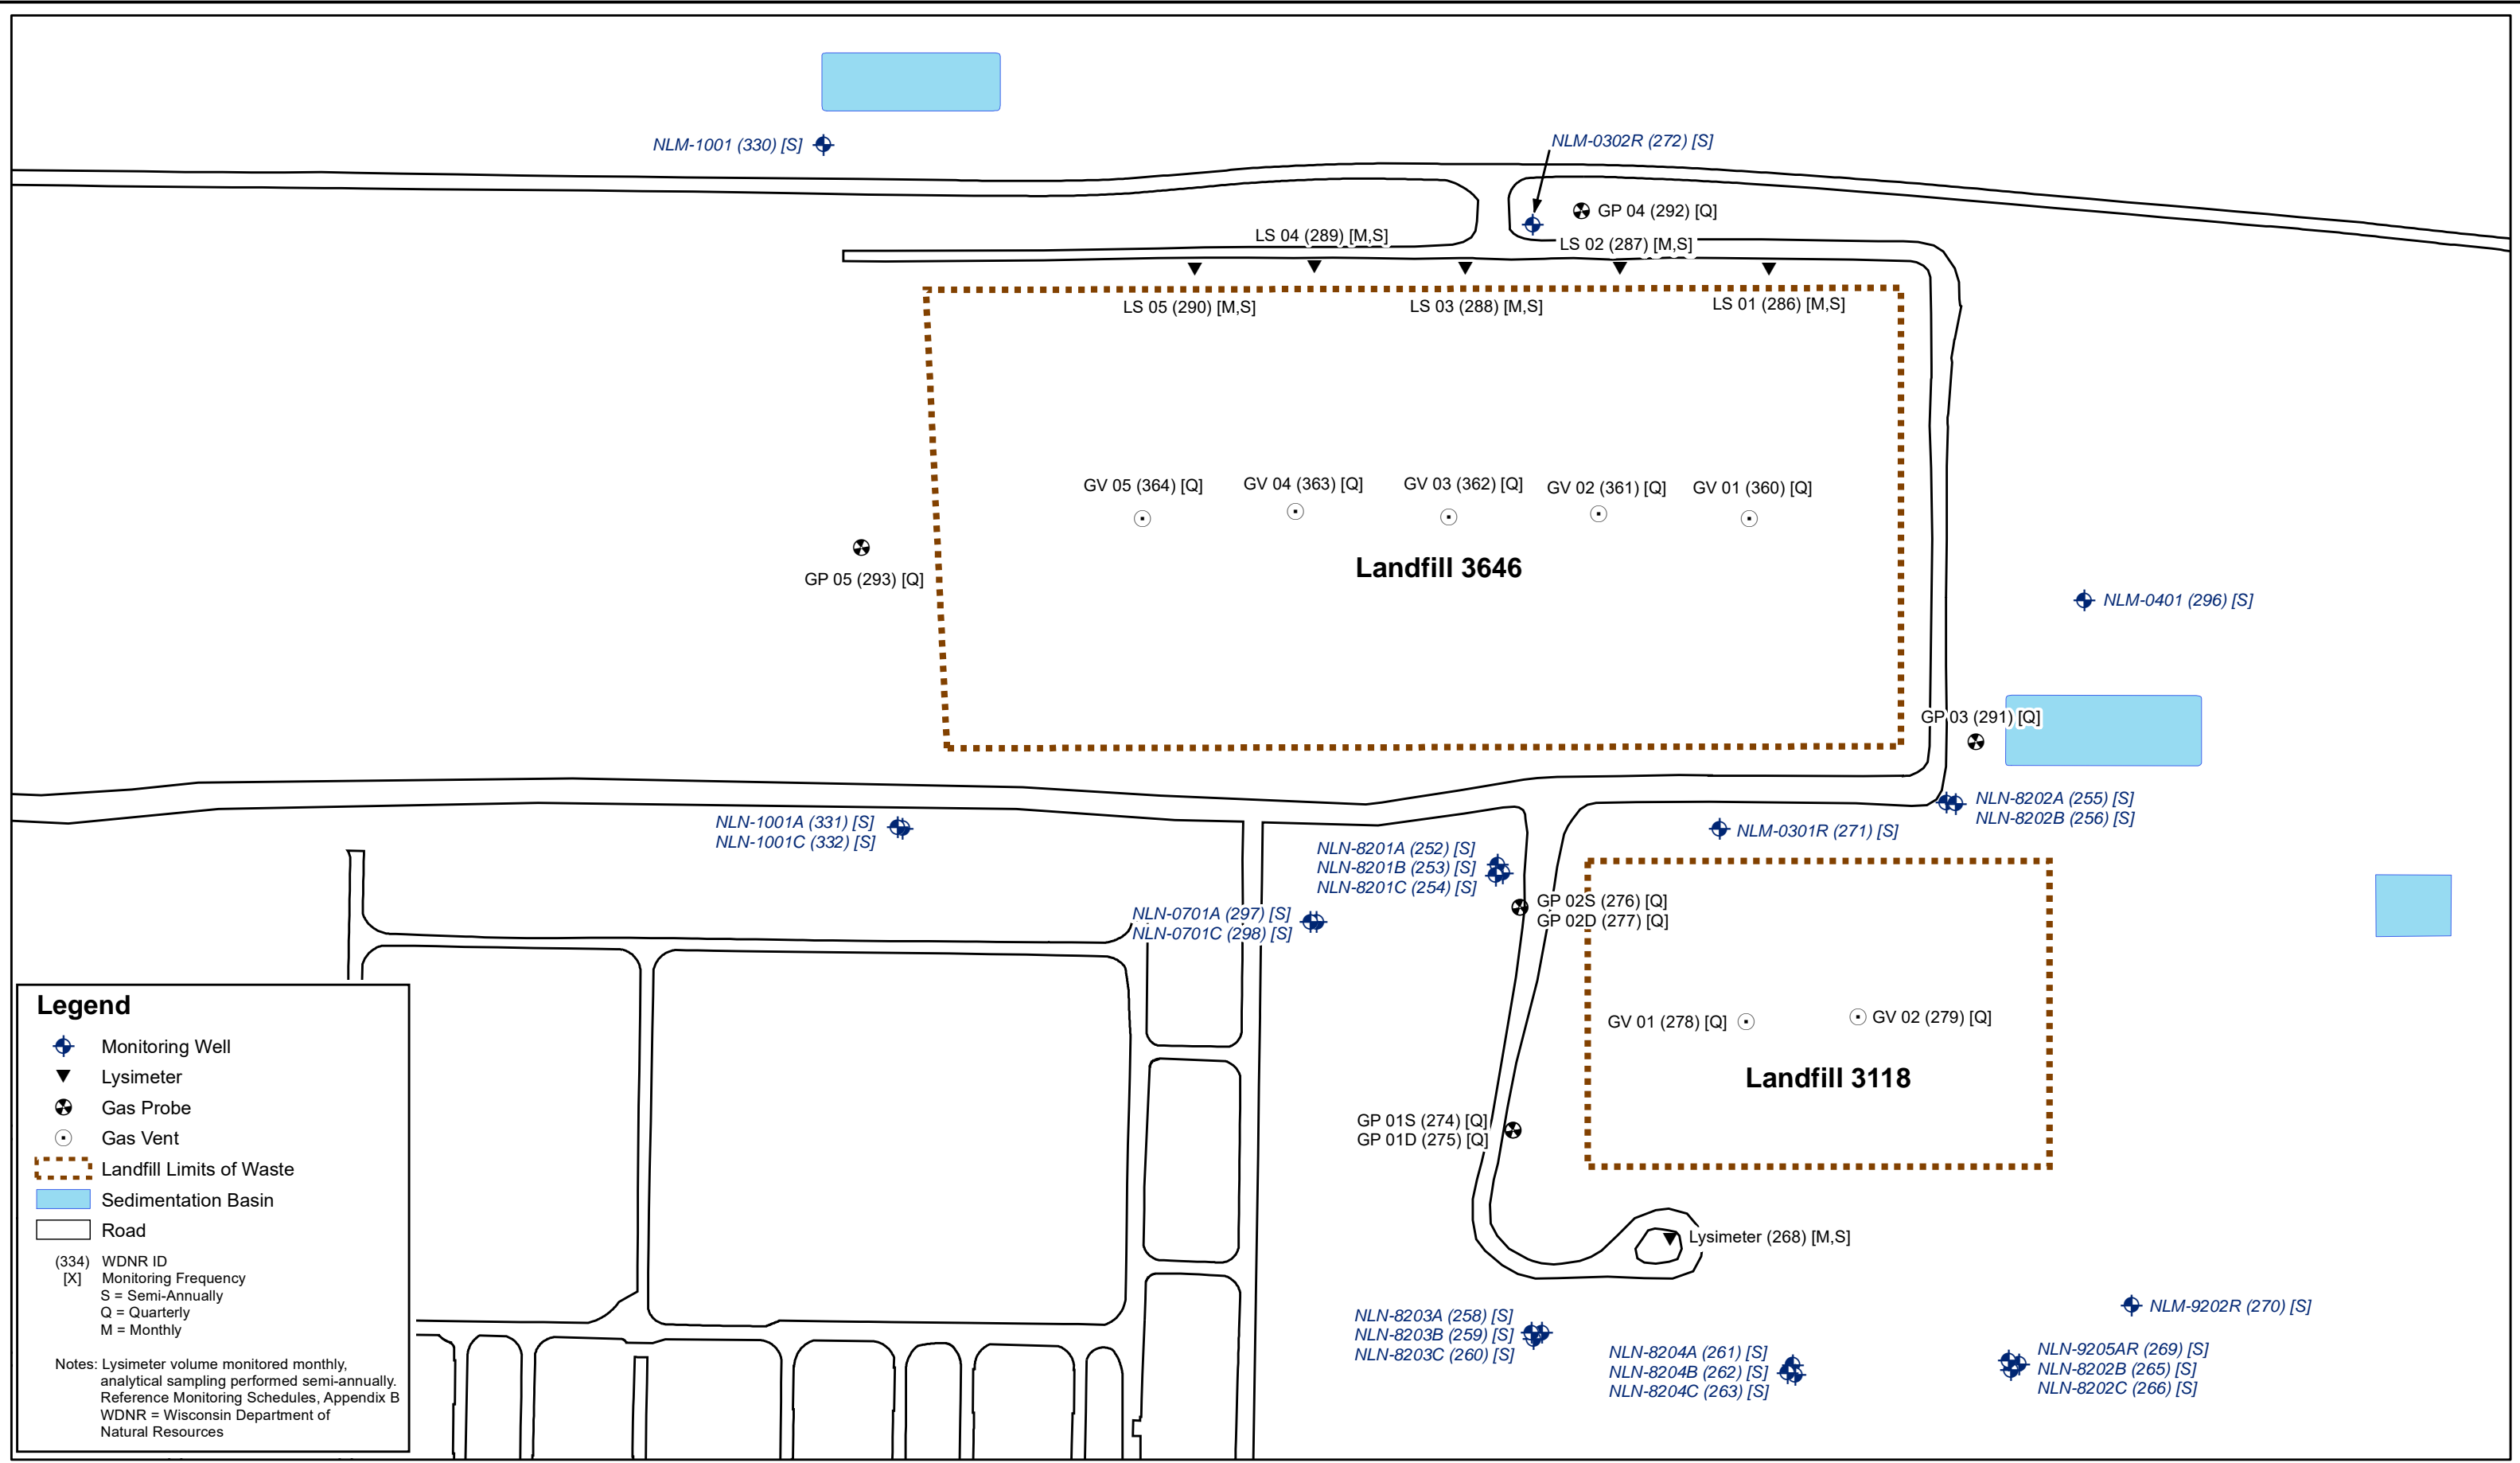 NLM-1001 (330) [S]
NLM-0302R (272) [S]
GP 04 (292) [Q]
LS 04 (289) [M,S]
LS 02 (287) [M,S]
LS 05 (290) [M,S]
LS 03 (288) [M,S]
LS 01 (286) [M,S]
GV 05 (364) [Q]
GV 04 (363) [Q]
GV 03 (362) [Q]
GV 02 (361) [Q]
GV 01 (360) [Q]
Landfill 3646
GP 05 (293) [Q]
NLM-0401 (296) [S]
GP 03 (291) [Q]
NLN-8202A (255) [S]
NLN-8202B (256) [S]
NLN-1001A (331) [S]
NLN-1001C (332) [S]
NLM-0301R (271) [S]
NLN-8201A (252) [S]
NLN-8201B (253) [S]
NLN-8201C (254) [S]
GP 02S (276) [Q]
GP 02D (277) [Q]
NLN-0701A (297) [S]
NLN-0701C (298) [S]
GV 01 (278) [Q]
GV 02 (279) [Q]
Landfill 3118
GP 01S (274) [Q]
GP 01D (275) [Q]
Lysimeter (268) [M,S]
NLN-8203A (258) [S]
NLN-8203B (259) [S]
NLN-8203C (260) [S]
NLM-9202R (270) [S]
NLN-8204A (261) [S]
NLN-8204B (262) [S]
NLN-8204C (263) [S]
NLN-9205AR (269) [S]
NLN-8202B (265) [S]
NLN-8202C (266) [S]
Legend
Monitoring Well
Lysimeter
Gas Probe
Gas Vent
Landfill Limits of Waste
Sedimentation Basin
Road
(334) WDNR ID
[X] Monitoring Frequency
S = Semi-Annually
Q = Quarterly
M = Monthly
Notes: Lysimeter volume monitored monthly,
analytical sampling performed semi-annually.
Reference Monitoring Schedules, Appendix B
WDNR = Wisconsin Department of
Natural Resources